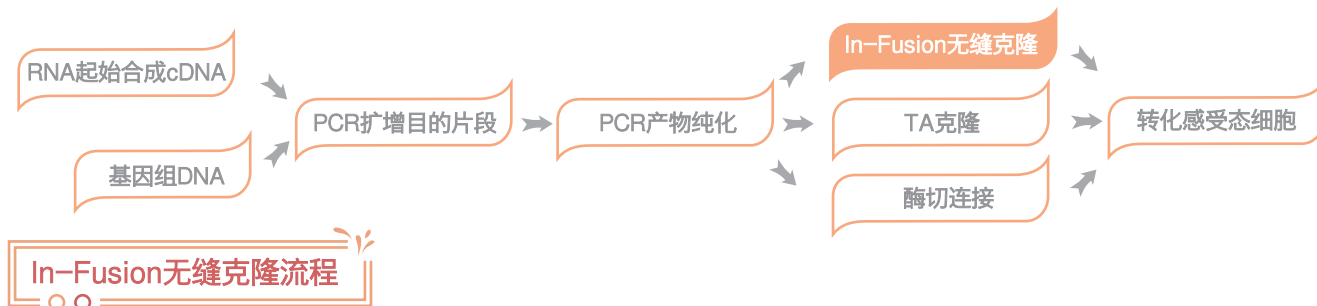 RNA起始合成cDNA
基因组DNA
PCR扩增目的片段
PCR产物纯化
In-Fusion无缝克隆
TA克隆
酶切连接
转化感受态细胞
In-Fusion无缝克隆流程